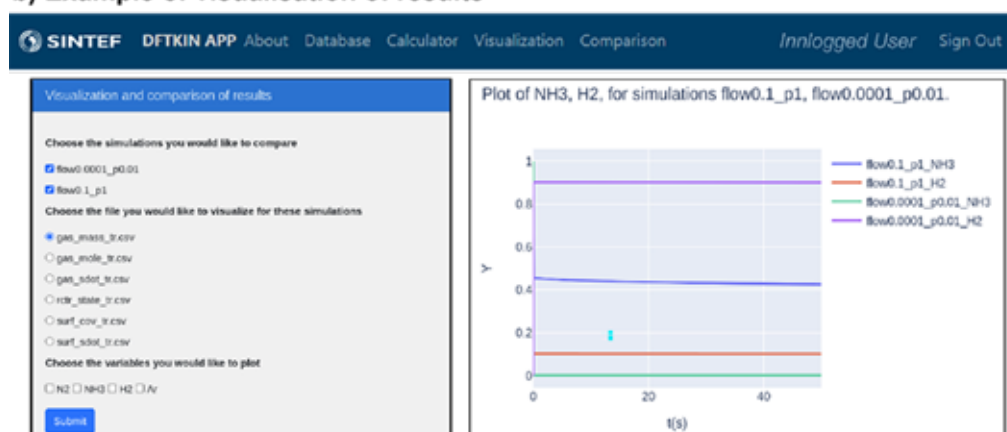 b) Example of visualisation of results
SINTEF DFTKIN APP About Database Calculator Visualization Comparison Innlogged User Sign Out
Visualization and comparison of results
Choose the simulations you would like to compare
flow0.0001_p0.01
flow0.1_p1
Choose the file you would like to visualize for these simulations
gas_mass_tr.csv
gas_mole_tr.csv
gas_sdot_tr.csv
rctr_state_tr.csv
surf_cov_tr.csv
surf_sdot_tr.csv
Choose the variables you would like to plot
N2 NH3 H2 Ar
Submit
Plot of NH3, H2, for simulations flow0.1_p1, flow0.0001_p0.01.
1
0.8
0.6
0.4
0.2
0
Y
0 20 40
t(s)
flow0.1_p1_NH3
flow0.1_p1_H2
flow0.0001_p0.01_NH3
flow0.0001_p0.01_H2